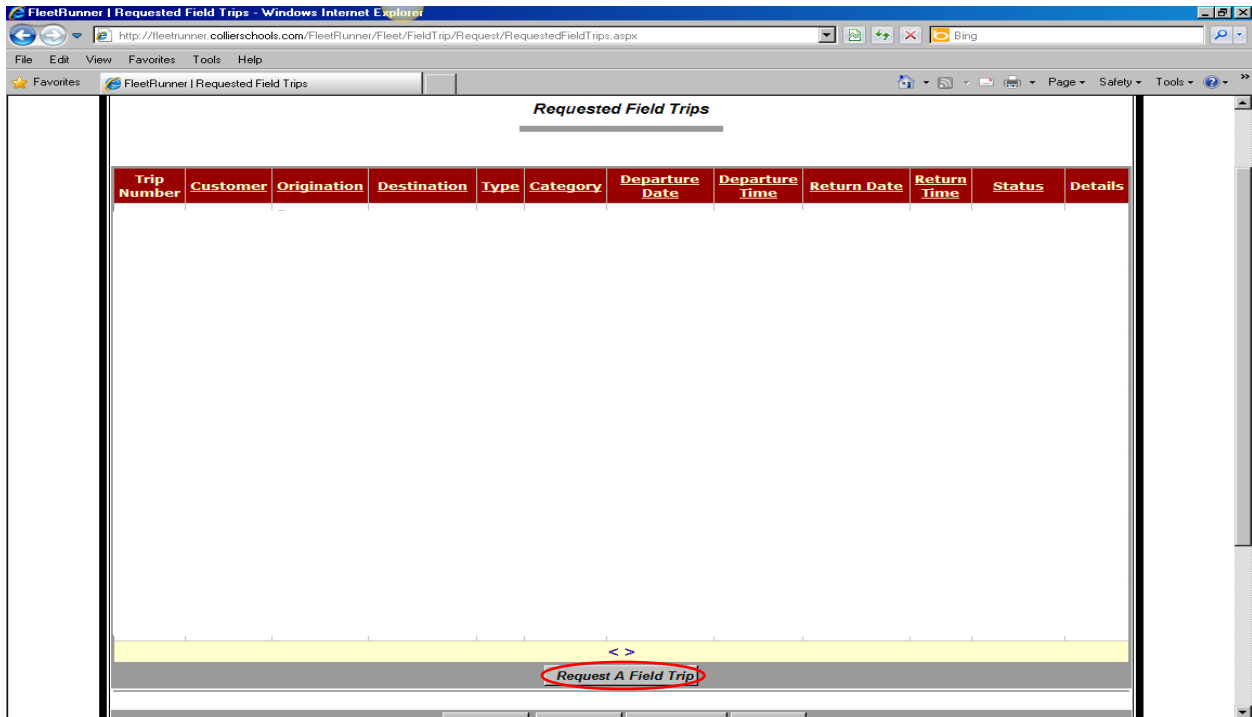 FleetRunner | Requested Field Trips - Windows Internet Explorer
http://fleetrunner.collierschools.com/FleetRunner/Fleet/FieldTrip/Request/RequestedFieldTrips.aspx
Bing
File Edit View Favorites Tools Help
Favorites FleetRunner | Requested Field Trips Page Safety Tools
Requested Field Trips
Trip Number Customer Origination Destination Type Category Departure Date Departure Time Return Date Return Time Status Details
< >
Request A Field Trip